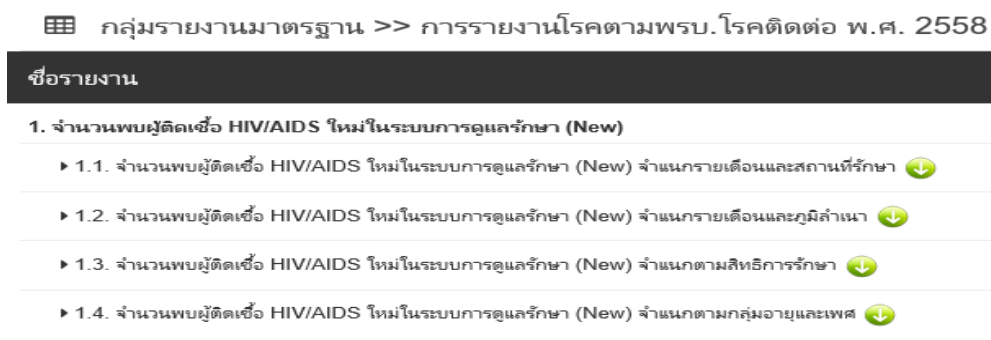 กลุ่มรายงานมาตรฐาน >> การรายงานโรคตามพรบ.โรคติดต่อ พ.ศ. 2558
ชื่อรายงาน
1. จำนวนพบผู้ติดเชื้อ HIV/AIDS ใหม่ในระบบการดูแลรักษา (New)
1.1. จำนวนพบผู้ติดเชื้อ HIV/AIDS ใหม่ในระบบการดูแลรักษา (New) จำแนกรายเดือนและสถานที่รักษา
1.2. จำนวนพบผู้ติดเชื้อ HIV/AIDS ใหม่ในระบบการดูแลรักษา (New) จำแนกรายเดือนและภูมิลำเนา
1.3. จำนวนพบผู้ติดเชื้อ HIV/AIDS ใหม่ในระบบการดูแลรักษา (New) จำแนกตามสิทธิการรักษา
1.4. จำนวนพบผู้ติดเชื้อ HIV/AIDS ใหม่ในระบบการดูแลรักษา (New) จำแนกตามกลุ่มอายุและเพศ